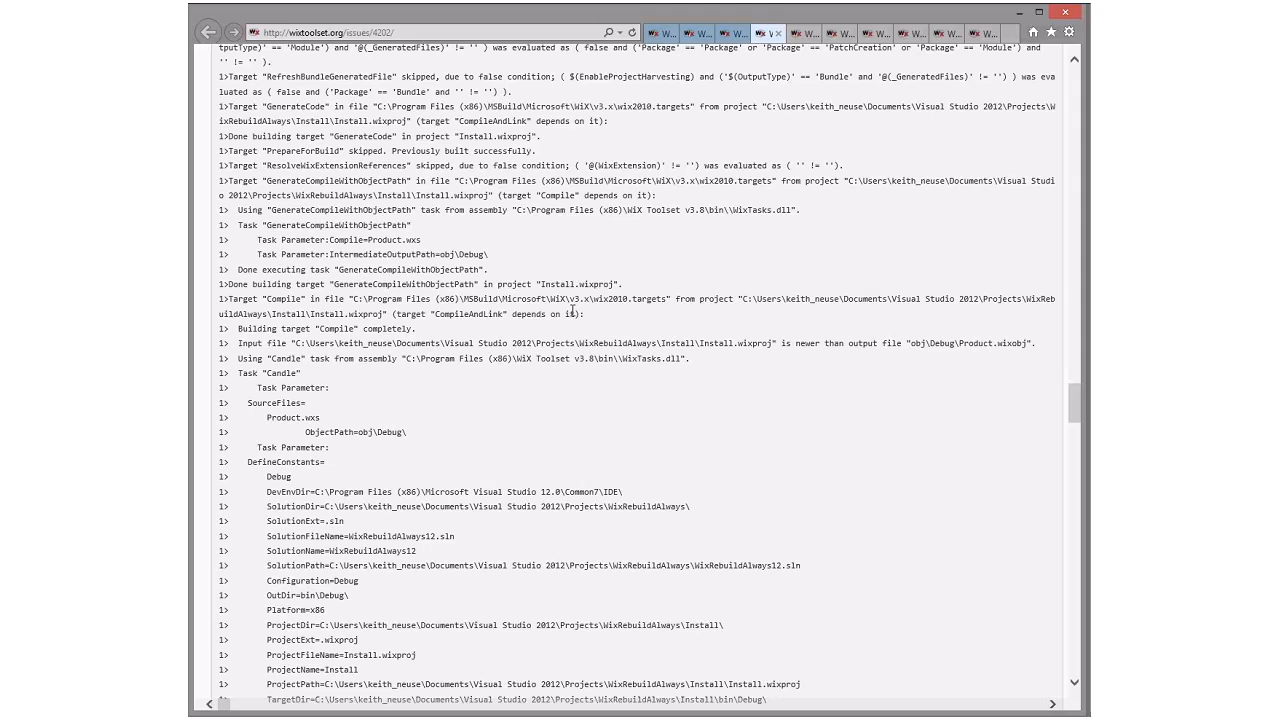 http://wixtoolset.org/issues/4202/
W...
W...
W...
W
W...
W...
W...
W...
W...
W...
tputType)' == 'Module') and '@(_GeneratedFiles)' != '' ) was evaluated as ( false and ('Package' == 'Package' or 'Package' == 'PatchCreation' or 'Package' == 'Module') and
'' != '' ).
1>Target "RefreshBundleGeneratedFile" skipped, due to false condition; ( $(EnableProjectHarvesting) and ('$(OutputType)' == 'Bundle' and '@(_GeneratedFiles)' != '') ) was eva
luated as ( false and ('Package' == 'Bundle' and '' != '') ).
1>Target "GenerateCode" in file "C:\Program Files (x86)\MSBuild\Microsoft\WiX\v3.x\wix2010.targets" from project "C:\Users\keith_neuse\Documents\Visual Studio 2012\Projects\W
ixRebuildAlways\Install\Install.wixproj" (target "CompileAndLink" depends on it):
1>Done building target "GenerateCode" in project "Install.wixproj".
1>Target "PrepareForBuild" skipped. Previously built successfully.
1>Target "ResolveWixExtensionReferences" skipped, due to false condition; ( '@(WixExtension)' != '') was evaluated as ( '' != '').
1>Target "GenerateCompileWithObjectPath" in file "C:\Program Files (x86)\MSBuild\Microsoft\WiX\v3.x\wix2010.targets" from project "C:\Users\keith_neuse\Documents\Visual Studi
o 2012\Projects\WixRebuildAlways\Install\Install.wixproj" (target "Compile" depends on it):
1>  Using "GenerateCompileWithObjectPath" task from assembly "C:\Program Files (x86)\WiX Toolset v3.8\bin\\WixTasks.dll".
1>  Task "GenerateCompileWithObjectPath"
1>      Task Parameter:Compile=Product.wxs
1>      Task Parameter:IntermediateOutputPath=obj\Debug\
1>  Done executing task "GenerateCompileWithObjectPath".
1>Done building target "GenerateCompileWithObjectPath" in project "Install.wixproj".
1>Target "Compile" in file "C:\Program Files (x86)\MSBuild\Microsoft\WiX\v3.x\wix2010.targets" from project "C:\Users\keith_neuse\Documents\Visual Studio 2012\Projects\WixReb
uildAlways\Install\Install.wixproj" (target "CompileAndLink" depends on it):
1>  Building target "Compile" completely.
1>  Input file "C:\Users\keith_neuse\Documents\Visual Studio 2012\Projects\WixRebuildAlways\Install\Install.wixproj" is newer than output file "obj\Debug\Product.wixobj".
1>  Using "Candle" task from assembly "C:\Program Files (x86)\WiX Toolset v3.8\bin\\WixTasks.dll".
1>  Task "Candle"
1>      Task Parameter:
1>    SourceFiles=
1>        Product.wxs
1>                ObjectPath=obj\Debug\
1>      Task Parameter:
1>    DefineConstants=
1>        Debug
1>        DevEnvDir=C:\Program Files (x86)\Microsoft Visual Studio 12.0\Common7\IDE\
1>        SolutionDir=C:\Users\keith_neuse\Documents\Visual Studio 2012\Projects\WixRebuildAlways\
1>        SolutionExt=.sln
1>        SolutionFileName=WixRebuildAlways12.sln
1>        SolutionName=WixRebuildAlways12
1>        SolutionPath=C:\Users\keith_neuse\Documents\Visual Studio 2012\Projects\WixRebuildAlways\WixRebuildAlways12.sln
1>        Configuration=Debug
1>        OutDir=bin\Debug\
1>        Platform=x86
1>        ProjectDir=C:\Users\keith_neuse\Documents\Visual Studio 2012\Projects\WixRebuildAlways\Install\
1>        ProjectExt=.wixproj
1>        ProjectFileName=Install.wixproj
1>        ProjectName=Install
1>        ProjectPath=C:\Users\keith_neuse\Documents\Visual Studio 2012\Projects\WixRebuildAlways\Install\Install.wixproj
1>        TargetDir=C:\Users\keith_neuse\Documents\Visual Studio 2012\Projects\WixRebuildAlways\Install\bin\Debug\